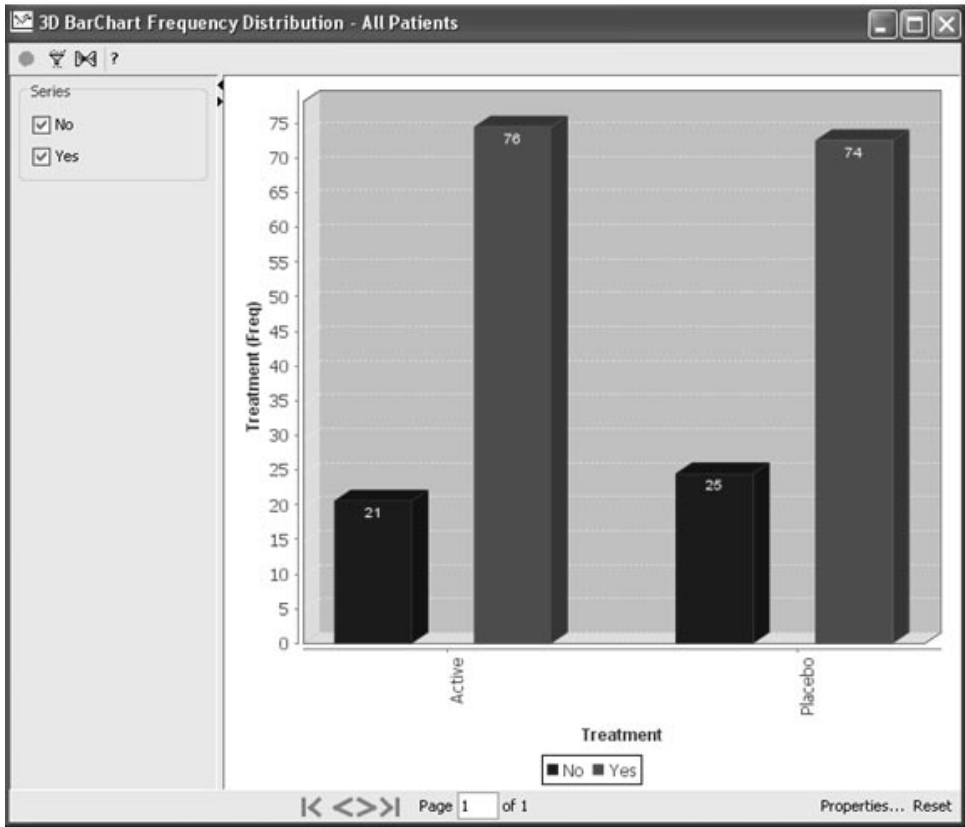 3D BarChart Frequency Distribution - All Patients
?
Series
No
Yes
75
70
65
60
55
50
45
40
35
30
25
20
15
10
5
0
Treatment (Freq)
76
74
21
25
Active
Placebo
Treatment
No Yes
Page 1 of 1
Properties... Reset